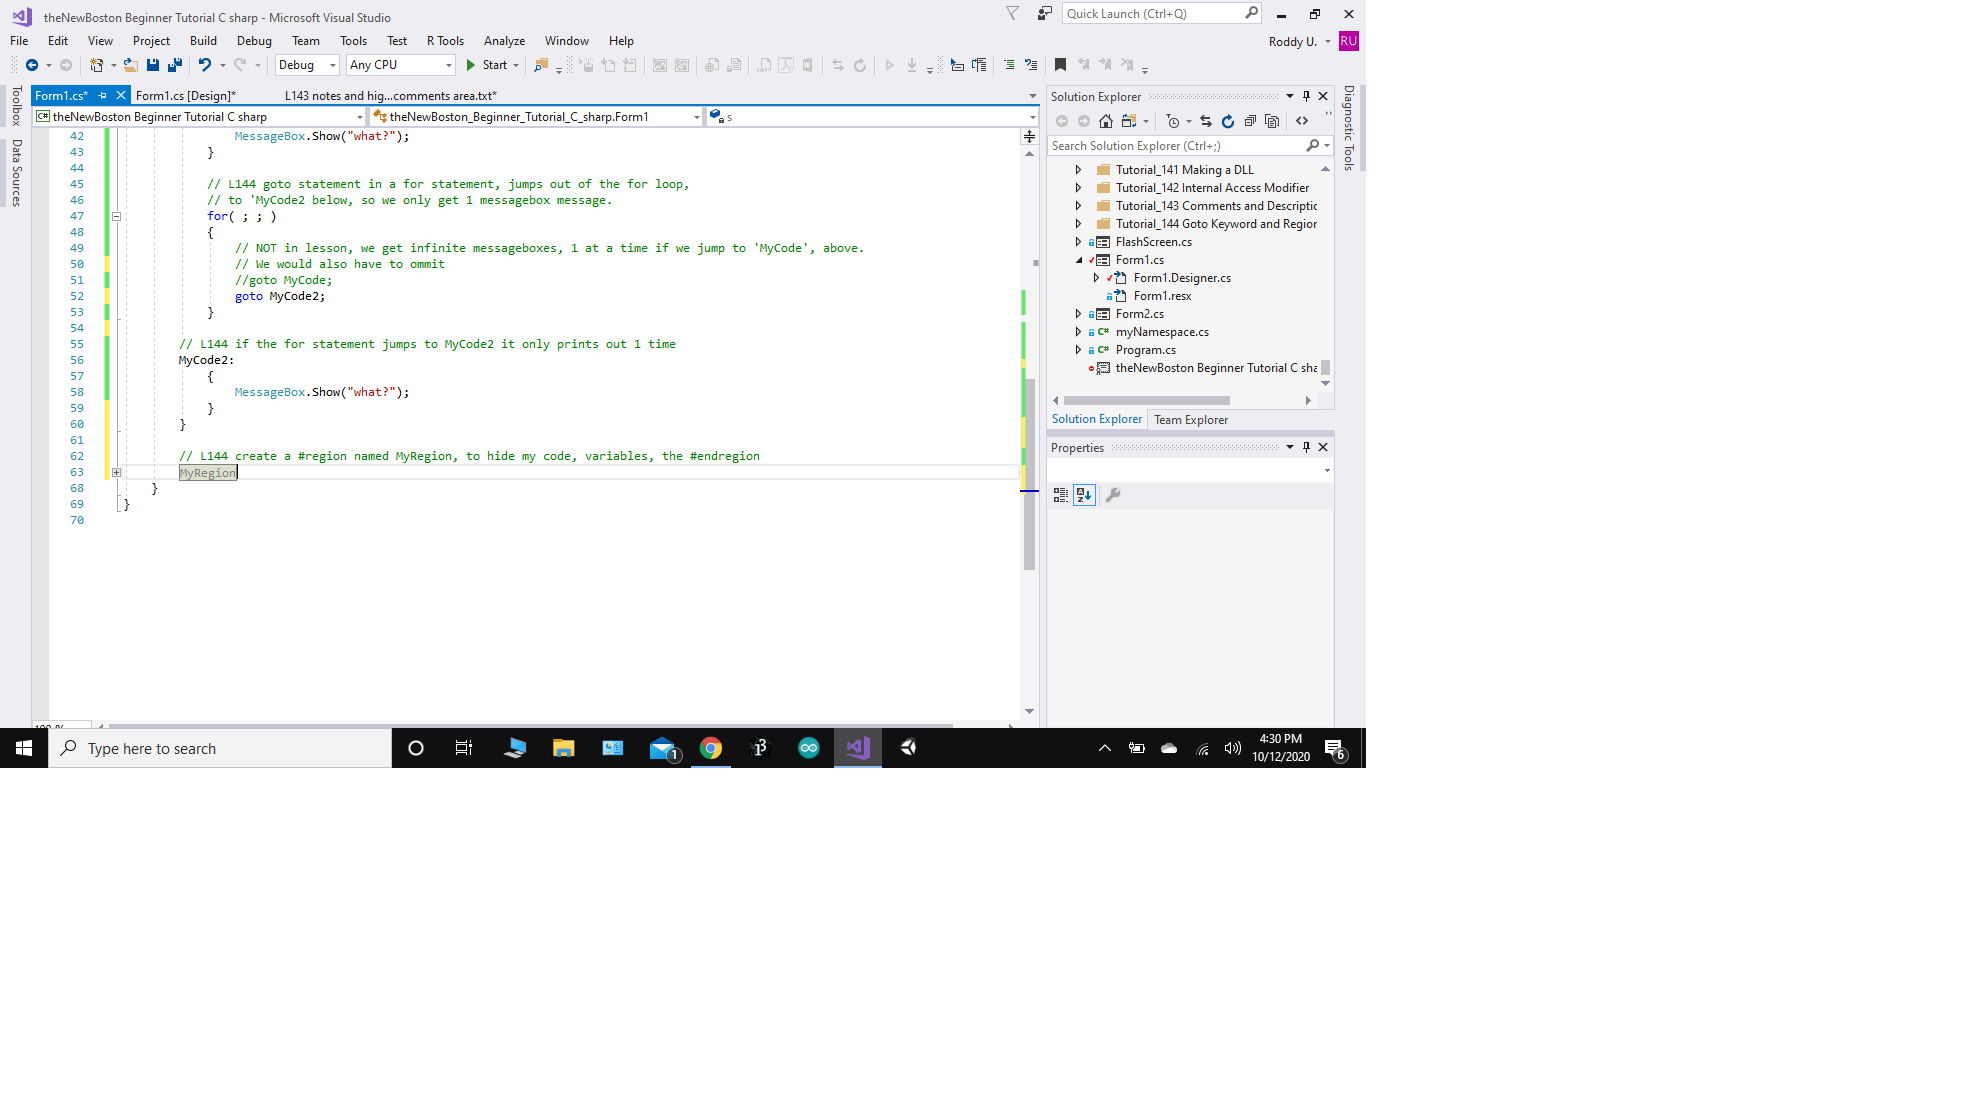 theNewBoston Beginner Tutorial C sharp - Microsoft Visual Studio
Quick Launch (Ctrl+Q)
File Edit View Project Build Debug Team Tools Test R Tools Analyze Window Help
Roddy U. RU
Debug Any CPU Start
Toolbox
Data Sources
Form1.cs* Form1.cs [Design]* L143 notes and hig...comments area.txt*
theNewBoston Beginner Tutorial C sharp theNewBoston_Beginner_Tutorial_C_sharp.Form1 s
42 MessageBox.Show("what?");
43 }
44
45 // L144 goto statement in a for statement, jumps out of the for loop,
46 // to 'MyCode2 below, so we only get 1 messagebox message.
47 for( ; ; )
48 {
49 // NOT in lesson, we get infinite messageboxes, 1 at a time if we jump to 'MyCode', above.
50 // We would also have to ommit
51 //goto MyCode;
52 goto MyCode2;
53 }
54
55 // L144 if the for statement jumps to MyCode2 it only prints out 1 time
56 MyCode2:
57 {
58 MessageBox.Show("what?");
59 }
60 }
61
62 // L144 create a #region named MyRegion, to hide my code, variables, the #endregion
63 MyRegion
68 }
69 }
70
Solution Explorer
Search Solution Explorer (Ctrl+;)
Tutorial_141 Making a DLL
Tutorial_142 Internal Access Modifier
Tutorial_143 Comments and Descriptic
Tutorial_144 Goto Keyword and Region
FlashScreen.cs
Form1.cs
Form1.Designer.cs
Form1.resx
Form2.cs
C# myNamespace.cs
C# Program.cs
theNewBoston Beginner Tutorial C sha
Solution Explorer Team Explorer
Properties
Diagnostic Tools
Type here to search
1
4:30 PM
10/12/2020
6